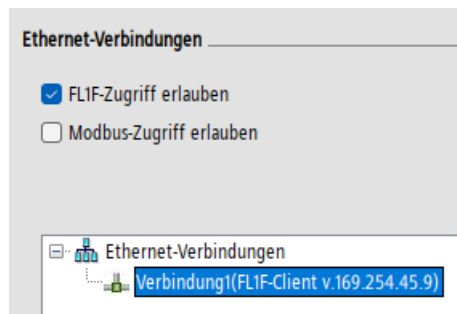 Ethernet-Verbindungen
FL1F-Zugriff erlauben
Modbus-Zugriff erlauben
Ethernet-Verbindungen
Verbindung1(FL1F-Client v.169.254.45.9)